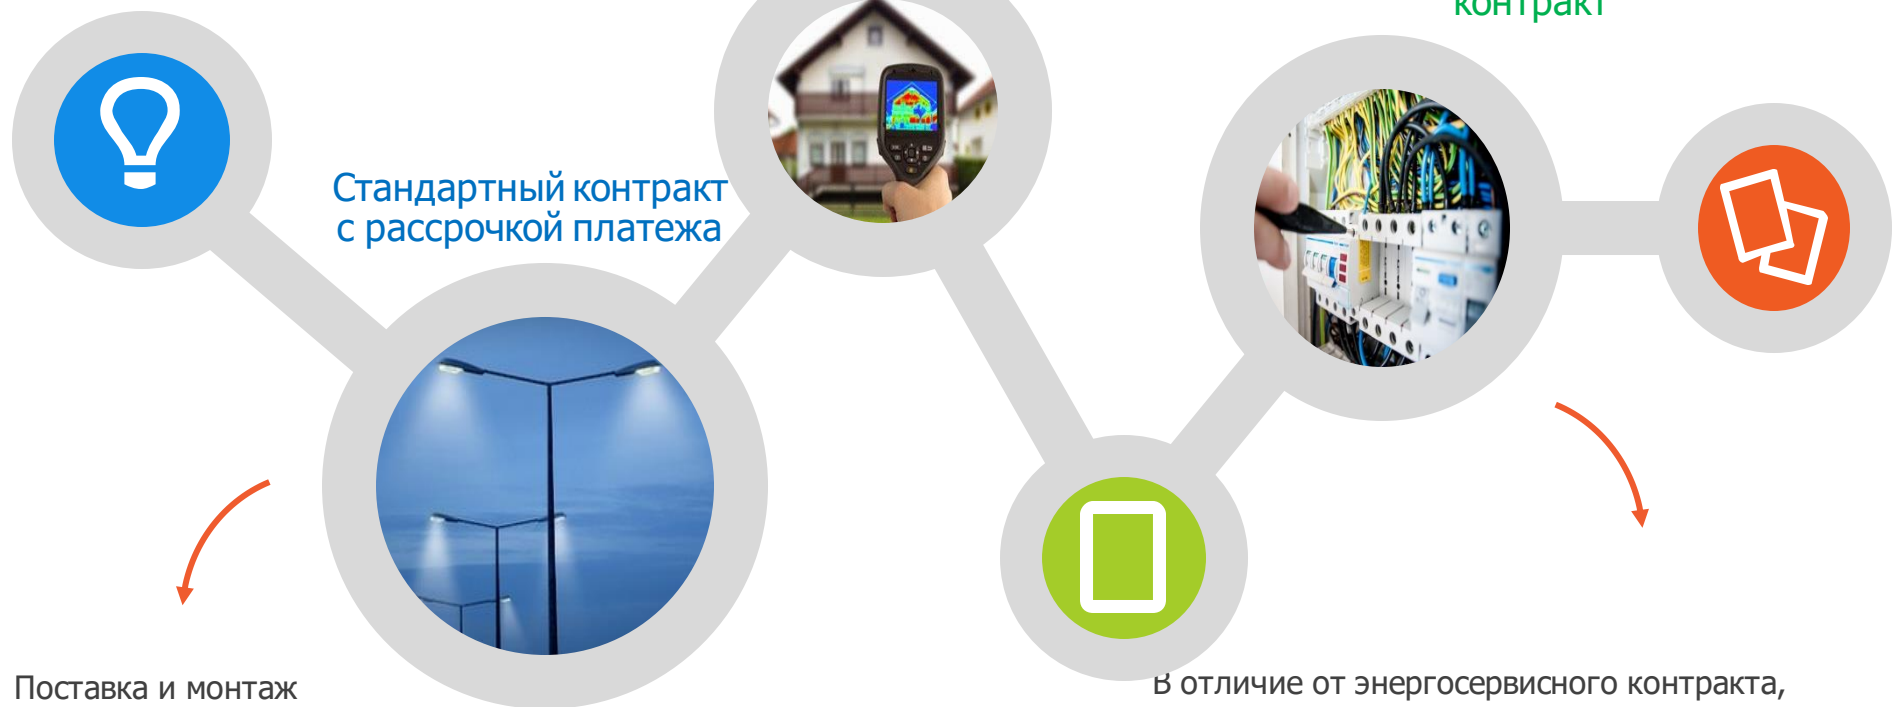 контракт
Стандартный контракт
с рассрочкой платежа
Поставка и монтаж
В отличие от энергосервисного контракта,